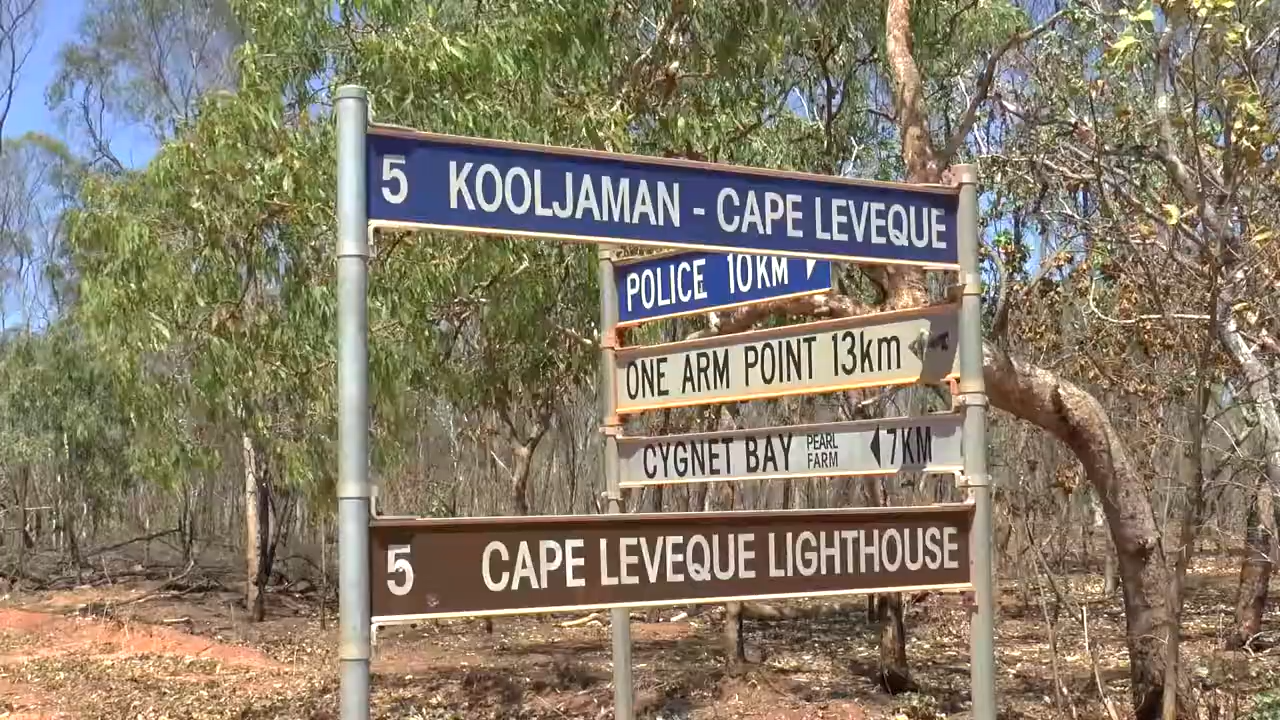 5 KOOLJAMAN - CAPE LEVEQUE
POLICE 10KM
ONE ARM POINT 13km
CYGNET BAY PEARL FARM 7KM
5 CAPE LEVEQUE LIGHTHOUSE